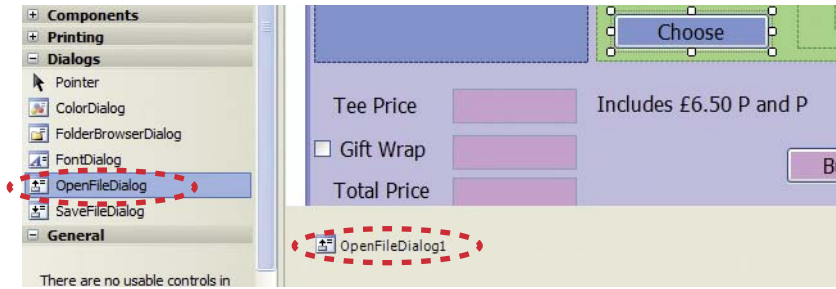 Components
Printing
Dialogs
Pointer
ColorDialog
FolderBrowserDialog
FontDialog
OpenFileDialog
SaveFileDialog
General
There are no usable controls in
Choose
Tee Price
Includes £6.50 P and P
Gift Wrap
Total Price
OpenFileDialog1